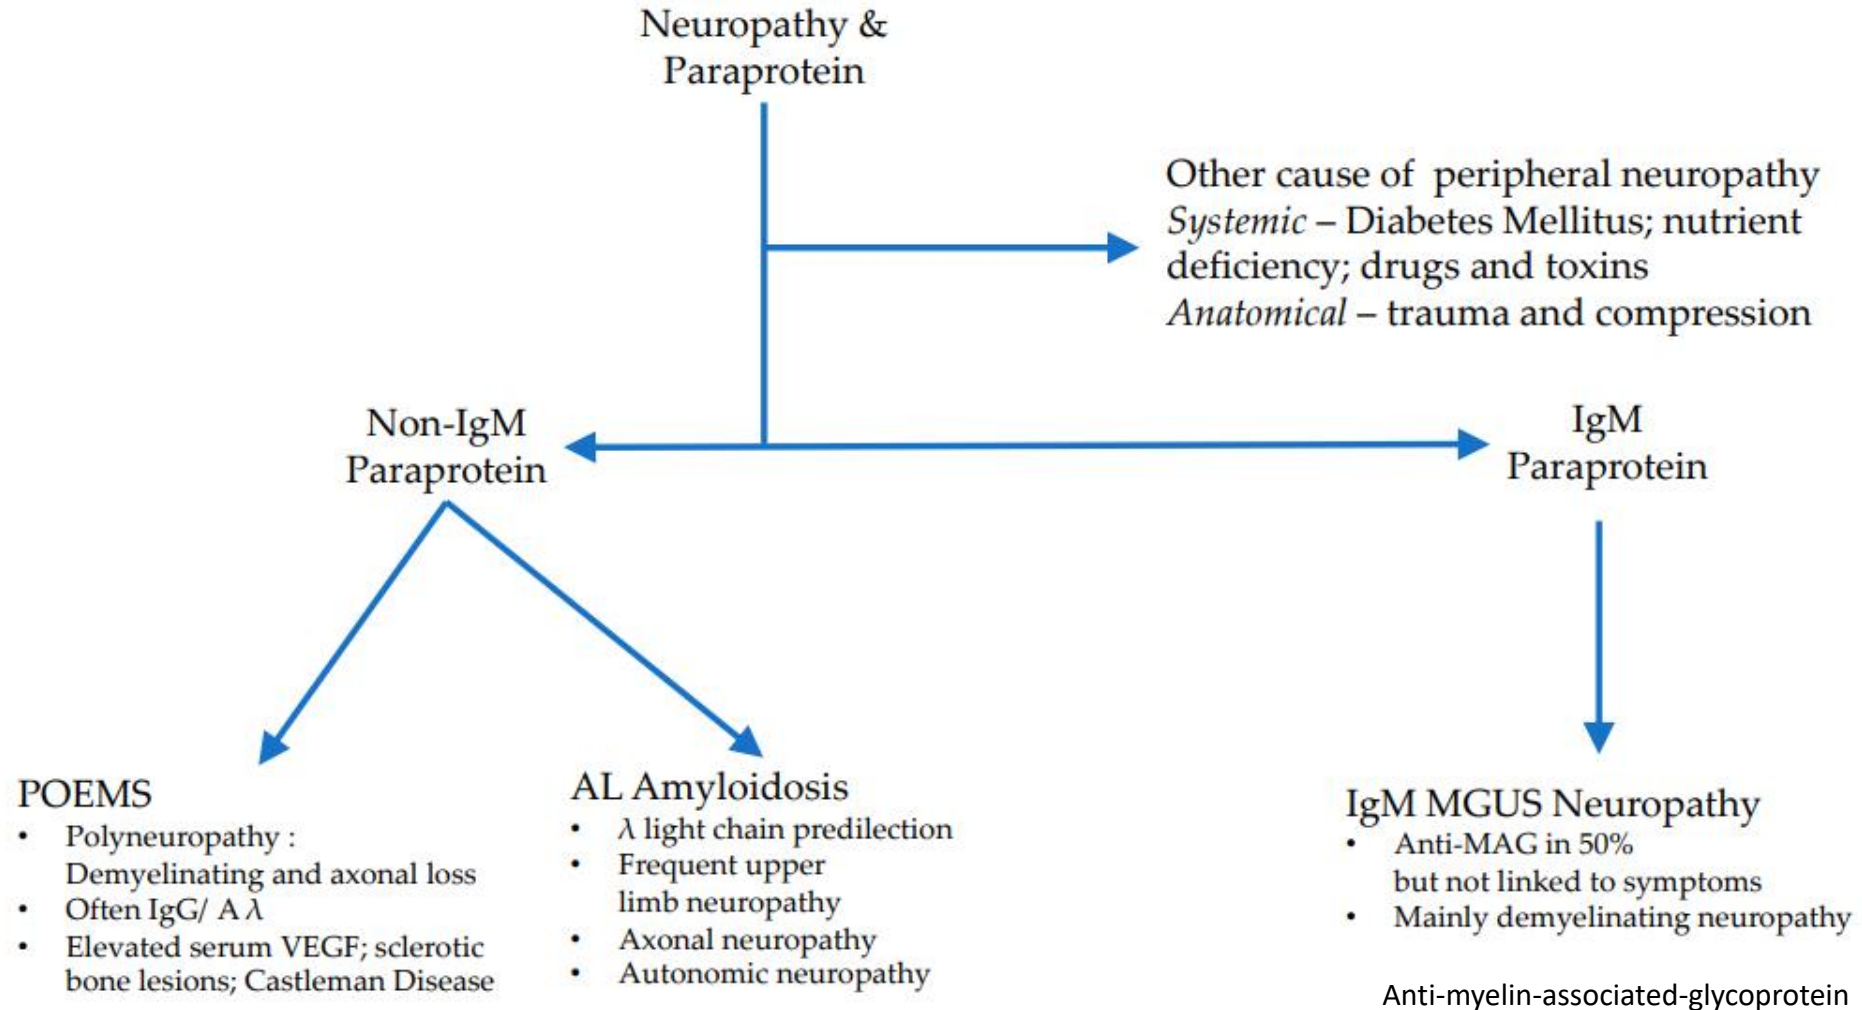 Neuropathy &
Paraprotein
Other cause of peripheral neuropathy
Systemic – Diabetes Mellitus; nutrient
deficiency; drugs and toxins
Anatomical – trauma and compression
Non-IgM
Paraprotein
IgM
Paraprotein
POEMS
• Polyneuropathy :
Demyelinating and axonal loss
• Often IgG/ A λ
• Elevated serum VEGF; sclerotic
bone lesions; Castleman Disease
AL Amyloidosis
• λ light chain predilection
• Frequent upper
limb neuropathy
• Axonal neuropathy
• Autonomic neuropathy
IgM MGUS Neuropathy
• Anti-MAG in 50%
but not linked to symptoms
• Mainly demyelinating neuropathy
Anti-myelin-associated-glycoprotein